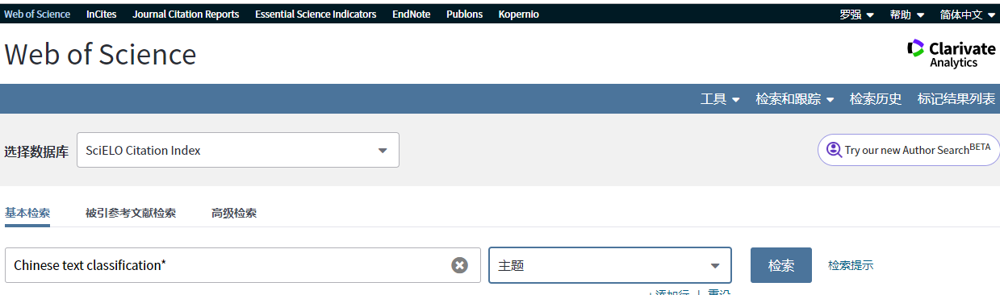 Web of Science InCites Journal Citation Reports Essential Science Indicators EndNote Publons Kopernio 罗强 帮助 简体中文
Web of Science
Clarivate
Analytics
工具 检索和跟踪 检索历史 标记结果列表
选择数据库 SciELO Citation Index Try our new Author SearchBETA
基本检索 被引参考文献检索 高级检索
Chinese text classification* 主题 检索 检索提示
+添加行 | 重设